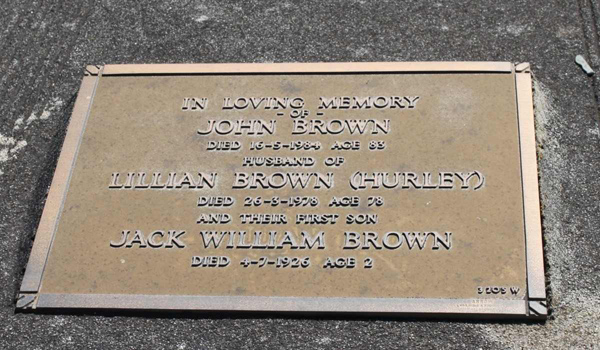 IN LOVING MEMORY
- OF -
JOHN BROWN
DIED 16-5-1984 AGE 83
HUSBAND OF
LILLIAN BROWN (HURLEY)
DIED 26-3-1978 AGE 78
AND THEIR FIRST SON
JACK WILLIAM BROWN
DIED 4-7-1926 AGE 2